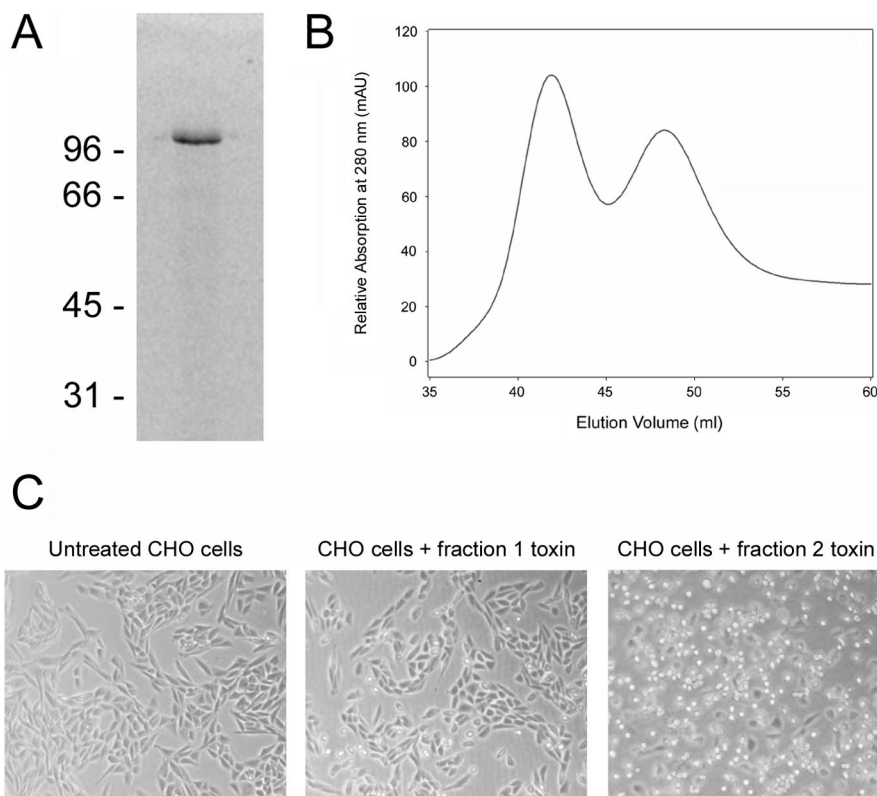 A
96 -
66 -
45 -
31 -
B
Relative Absorption at 280 nm (mAU)
120
100
80
60
40
20
0
35 40 45 50 55 60
Elution Volume (ml)
C
Untreated CHO cells
CHO cells + fraction 1 toxin
CHO cells + fraction 2 toxin